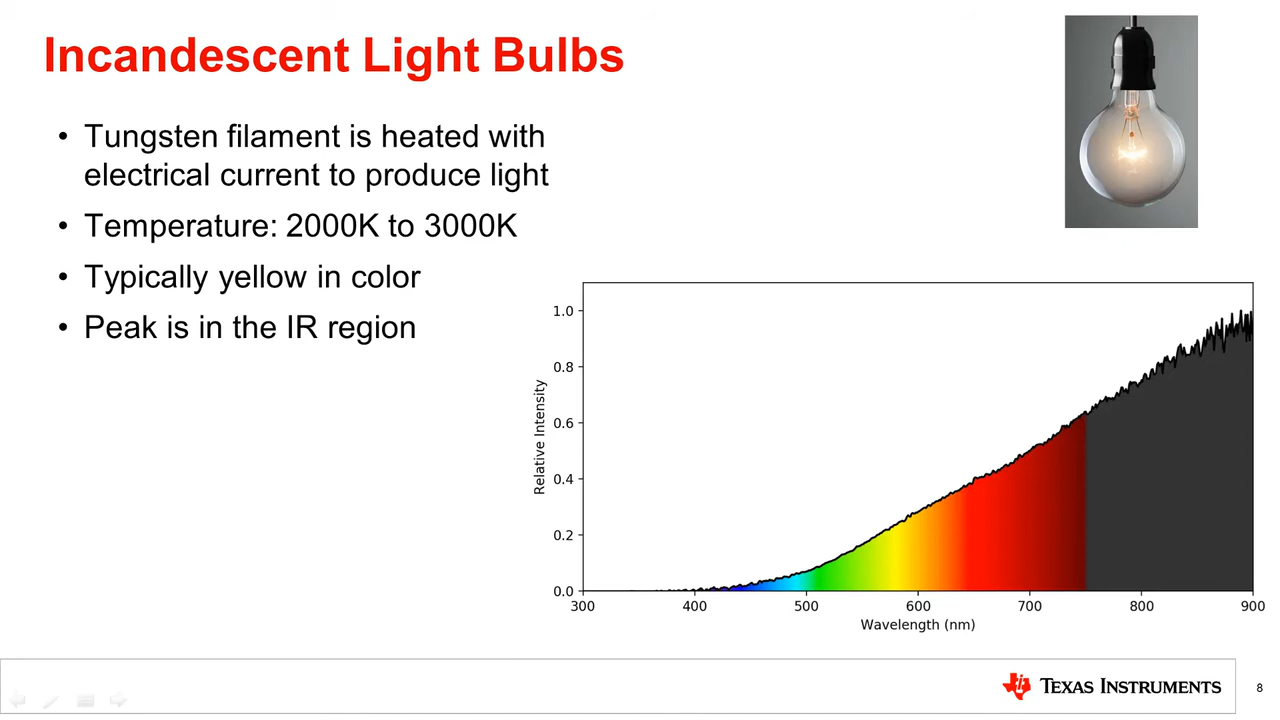 Incandescent Light Bulbs
• Tungsten filament is heated with
electrical current to produce light
• Temperature: 2000K to 3000K
• Typically yellow in color
• Peak is in the IR region
1.0
0.8
0.6
0.4
0.2
0.0
Relative Intensity
300 400 500 600 700 800 900
Wavelength (nm)
TEXAS INSTRUMENTS
8